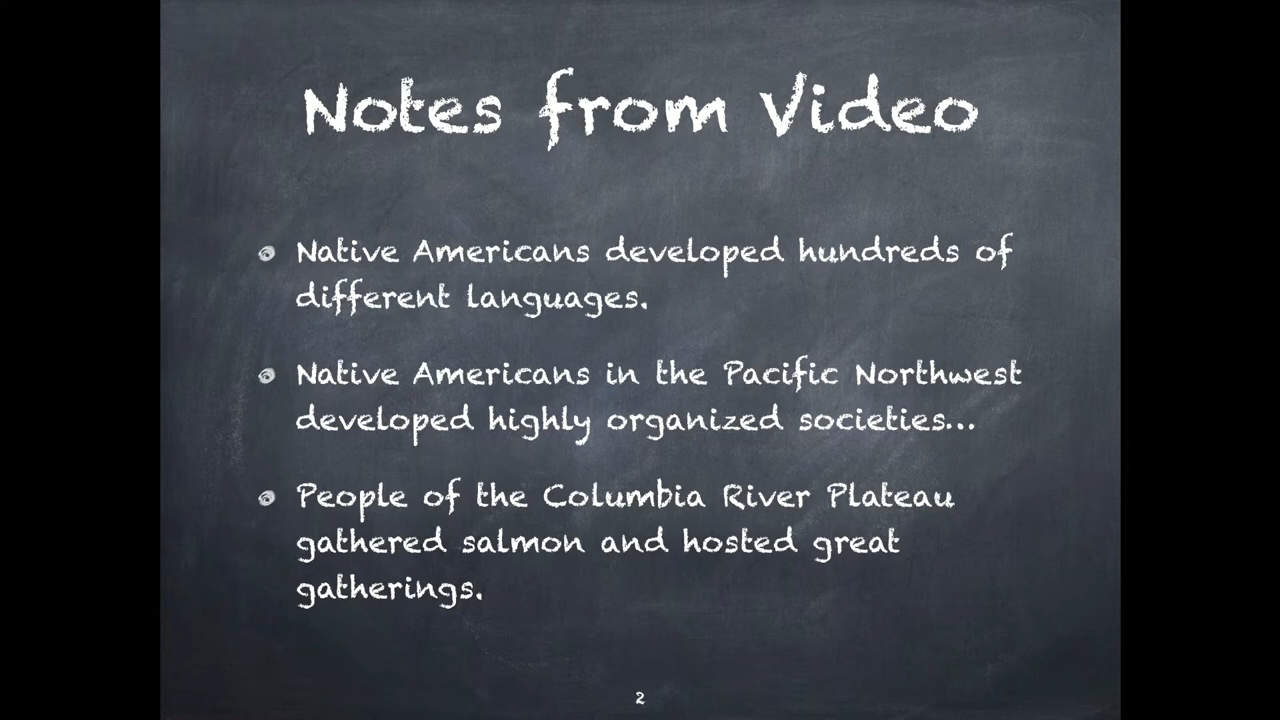 Notes from Video
Native Americans developed hundreds of
different languages.
Native Americans in the Pacific Northwest
developed highly organized societies...
People of the Columbia River Plateau
gathered salmon and hosted great
gatherings.
2